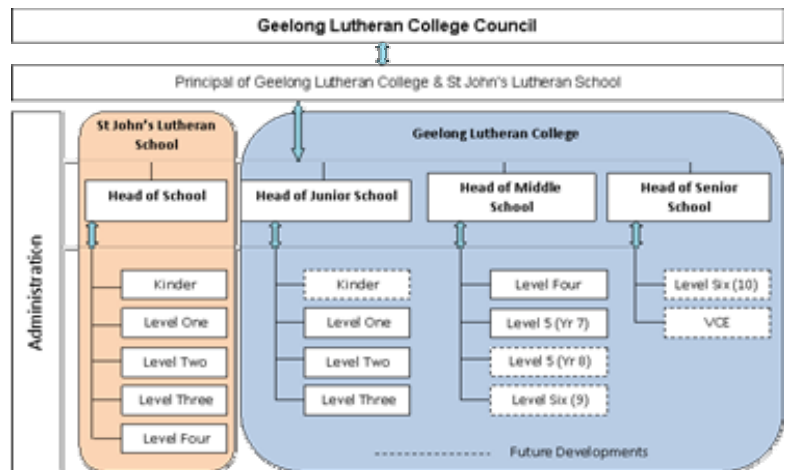 Geelong Lutheran College Council
Principal of Geelong Lutheran College & St John's Lutheran School
Administration
St John's Lutheran
School
Head of School
Kinder
Level One
Level Two
Level Three
Level Four
Geelong Lutheran College
Head of Junior School
Kinder
Level One
Level Two
Level Three
Head of Middle
School
Level Four
Level 5 (Yr 7)
Level 5 (Yr 8)
Level Six (9)
Head of Senior
School
Level Six (10)
VCE
Future Developments